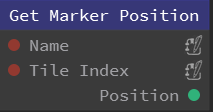 Get Marker Position
Name
Tile Index
Position